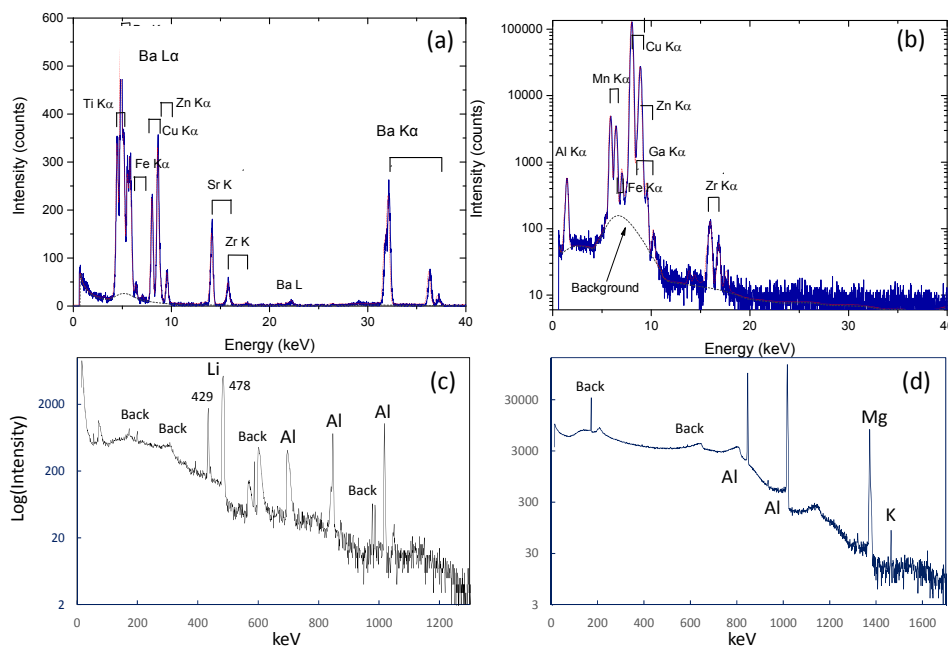 (a)
Ba Lα
Ti Kα
Zn Kα
Cu Kα
Fe Kα
Ba Kα
Sr K
Zr K
Ba L
600
500
400
300
200
100
0
Intensity (counts)
0 10 20 30 40
Energy (keV)
(b)
Cu Kα
Mn Kα
Zn Kα
Al Kα
Ga Kα
Fe Kα
Zr Kα
Background
100000
10000
1000
100
10
Intensity (counts)
0 10 20 30 40
Energy (keV)
(c)
Li
429
478
Back
Back
Back
Al
Al
Al
Back
2000
200
20
2
Log(Intensity)
0 200 400 600 800 1000 1200
keV
(d)
Back
Back
Mg
Al
Al
K
30000
3000
300
30
3
0 200 400 600 800 1000 1200 1400 1600
keV